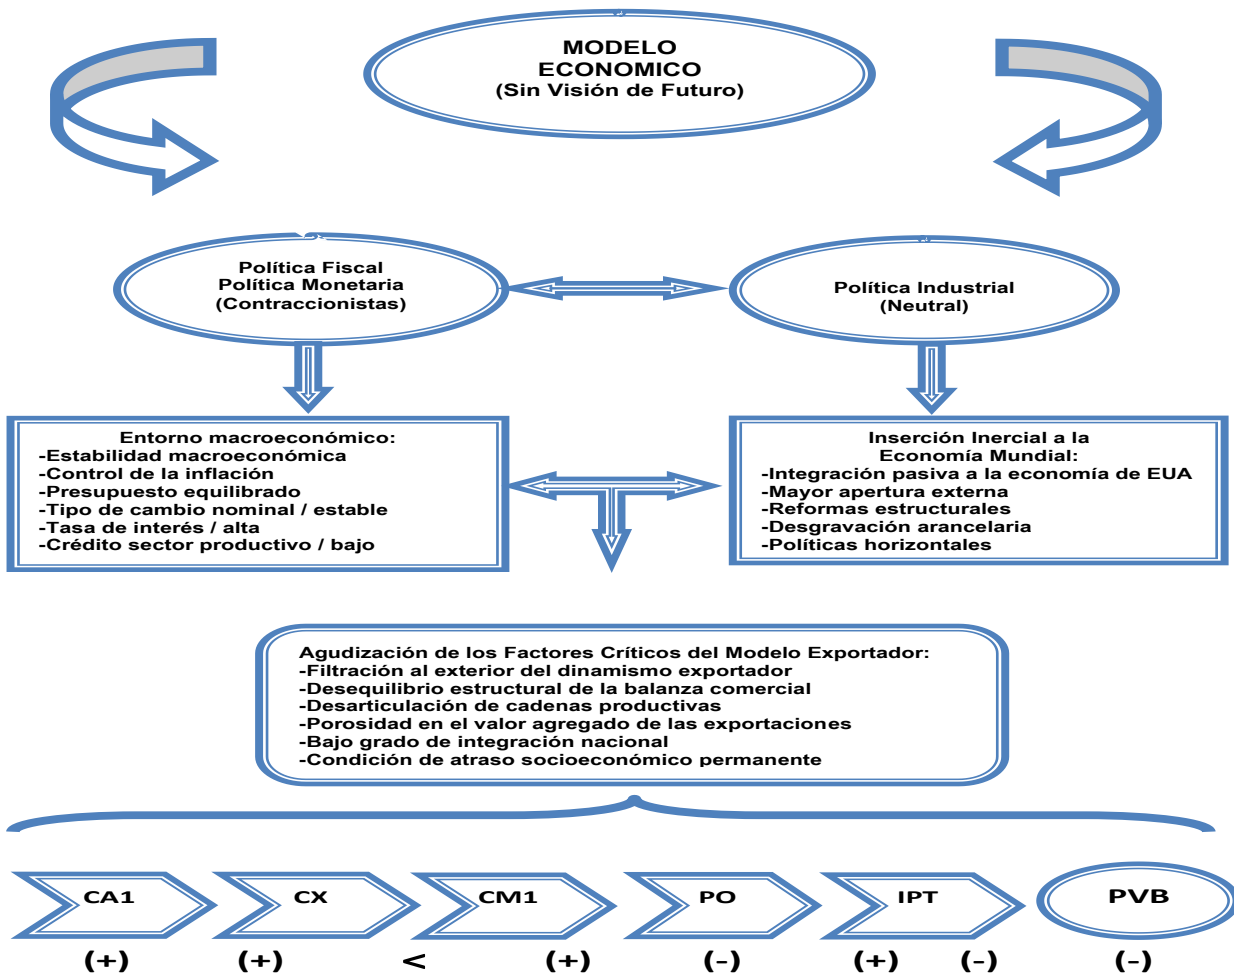 MODELO
ECONOMICO
(Sin Visión de Futuro)
Política Fiscal
Política Monetaria
(Contraccionistas)
Política Industrial
(Neutral)
Entorno macroeconómico:
-Estabilidad macroeconómica
-Control de la inflación
-Presupuesto equilibrado
-Tipo de cambio nominal / estable
-Tasa de interés / alta
-Crédito sector productivo / bajo
Inserción Inercial a la
Economía Mundial:
-Integración pasiva a la economía de EUA
-Mayor apertura externa
-Reformas estructurales
-Desgravación arancelaria
-Políticas horizontales
Agudización de los Factores Críticos del Modelo Exportador:
-Filtración al exterior del dinamismo exportador
-Desequilibrio estructural de la balanza comercial
-Desarticulación de cadenas productivas
-Porosidad en el valor agregado de las exportaciones
-Bajo grado de integración nacional
-Condición de atraso socioeconómico permanente
CA1 CX CM1 PO IPT PVB
(+) (+) < (+) (-) (+) (-) (-)